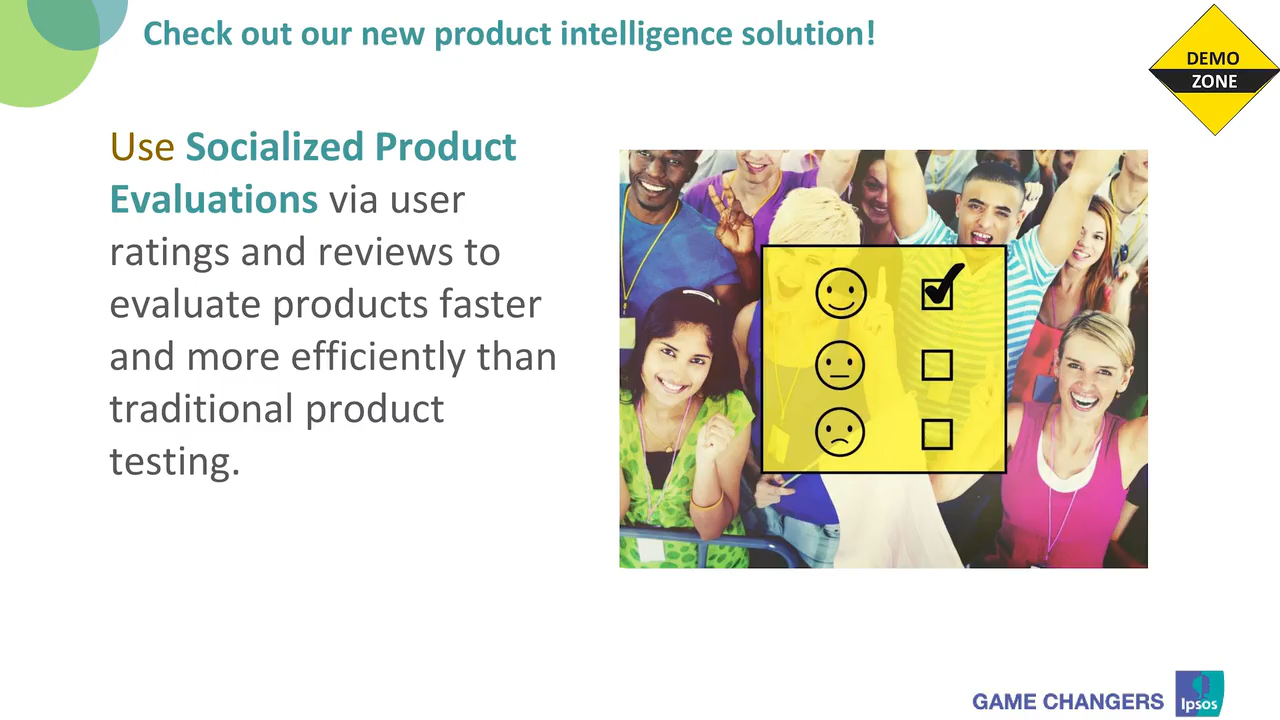 Check out our new product intelligence solution!
DEMO
ZONE
Use Socialized Product
Evaluations via user
ratings and reviews to
evaluate products faster
and more efficiently than
traditional product
testing.
GAME CHANGERS
Ipsos